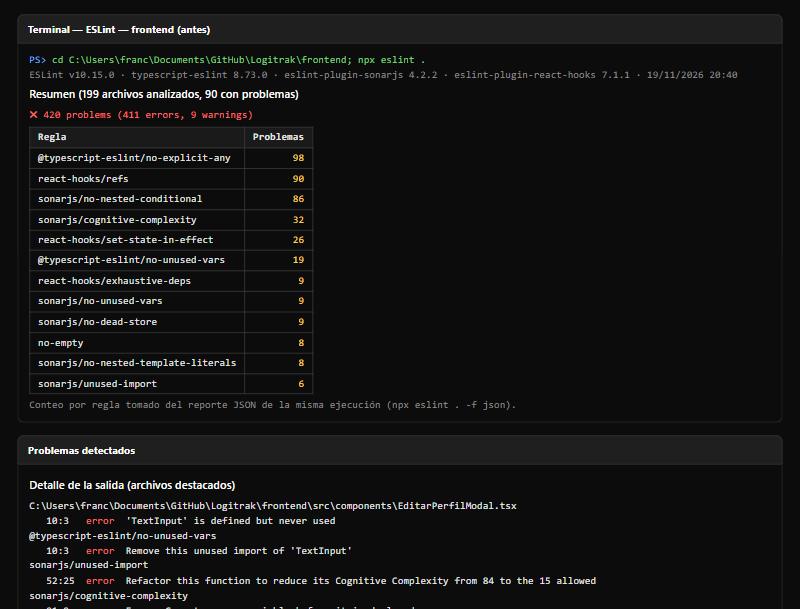 Terminal — ESLint — frontend (antes)
PS> cd C:\Users\franc\Documents\GitHub\Logitrak\frontend; npx eslint .
ESLint v10.15.0 · typescript-eslint 8.73.0 · eslint-plugin-sonarjs 4.2.2 · eslint-plugin-react-hooks 7.1.1 · 19/11/2026 20:40
Resumen (199 archivos analizados, 90 con problemas)
❌ 420 problems (411 errors, 9 warnings)
Regla Problemas
@typescript-eslint/no-explicit-any 98
react-hooks/refs 90
sonarjs/no-nested-conditional 86
sonarjs/cognitive-complexity 32
react-hooks/set-state-in-effect 26
@typescript-eslint/no-unused-vars 19
react-hooks/exhaustive-deps 9
sonarjs/no-unused-vars 9
sonarjs/no-dead-store 9
no-empty 8
sonarjs/no-nested-template-literals 8
sonarjs/unused-import 6
Conteo por regla tomado del reporte JSON de la misma ejecución (npx eslint . -f json).
Problemas detectados
Detalle de la salida (archivos destacados)
C:\Users\franc\Documents\GitHub\Logitrak\frontend\src\components\EditarPerfilModal.tsx
10:3 error 'TextInput' is defined but never used
@typescript-eslint/no-unused-vars
10:3 error Remove this unused import of 'TextInput'
sonarjs/unused-import
52:25 error Refactor this function to reduce its Cognitive Complexity from 84 to the 15 allowed
sonarjs/cognitive-complexity